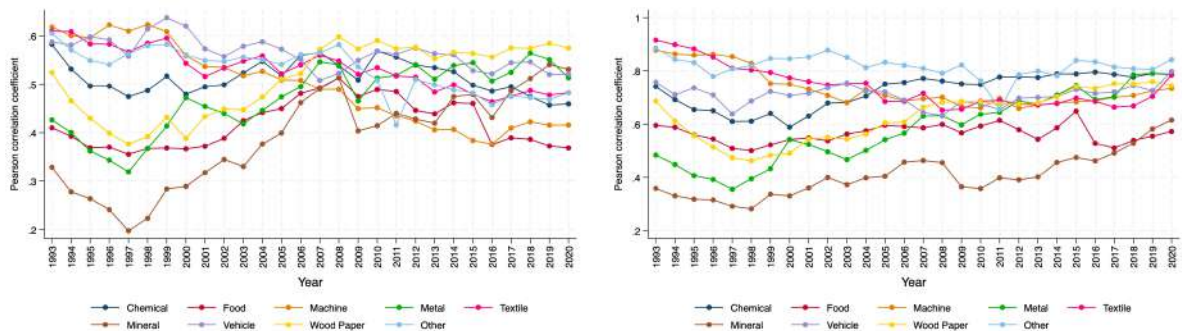 Pearson correlation coefficient
.6
.5
.4
.3
.2
1993 1994 1995 1996 1997 1998 1999 2000 2001 2002 2003 2004 2005 2006 2007 2008 2009 2010 2011 2012 2013 2014 2015 2016 2017 2018 2019 2020
Year
Chemical Food Machine Metal Textile
Mineral Vehicle Wood Paper Other
Pearson correlation coefficient
1
.8
.6
.4
.2
1993 1994 1995 1996 1997 1998 1999 2000 2001 2002 2003 2004 2005 2006 2007 2008 2009 2010 2011 2012 2013 2014 2015 2016 2017 2018 2019 2020
Year
Chemical Food Machine Metal Textile
Mineral Vehicle Wood Paper Other